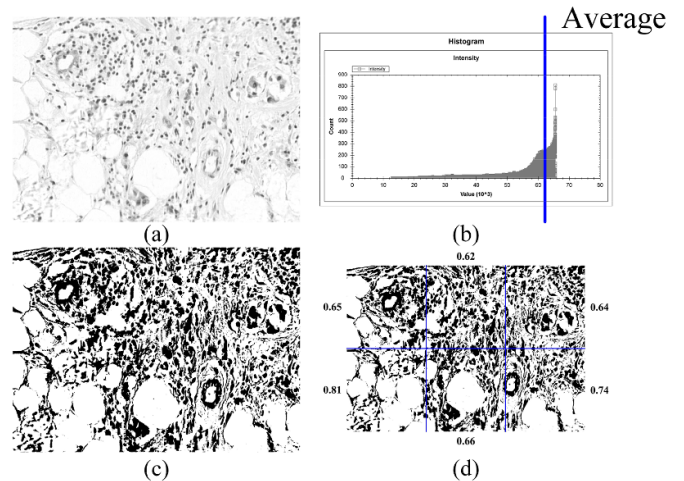 Average
Histogram
Intensity
Intensity
900
800
700
600
500
400
300
200
100
0
Count
0 10 20 30 40 50 60 70 80
Value (10^3)
(a) (b)
0.62
0.65 0.64
0.81 0.74
0.66
(c) (d)